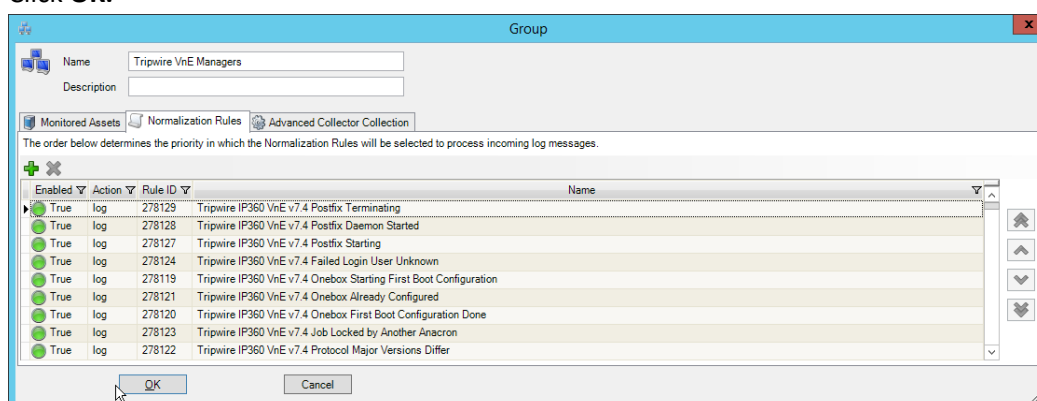 Click OK.
Group
x
Name Tripwire VnE Managers
Description
Monitored Assets Normalization Rules Advanced Collector Collection
The order below determines the priority in which the Normalization Rules will be selected to process incoming log messages.
Enabled Action Rule ID Name
True log 278129 Tripwire IP360 VnE v7.4 Postfix Terminating
True log 278128 Tripwire IP360 VnE v7.4 Postfix Daemon Started
True log 278127 Tripwire IP360 VnE v7.4 Postfix Starting
True log 278124 Tripwire IP360 VnE v7.4 Failed Login User Unknown
True log 278119 Tripwire IP360 VnE v7.4 Onebox Starting First Boot Configuration
True log 278121 Tripwire IP360 VnE v7.4 Onebox Already Configured
True log 278120 Tripwire IP360 VnE v7.4 Onebox First Boot Configuration Done
True log 278123 Tripwire IP360 VnE v7.4 Job Locked by Another Anacron
True log 278122 Tripwire IP360 VnE v7.4 Protocol Major Versions Differ
OK Cancel